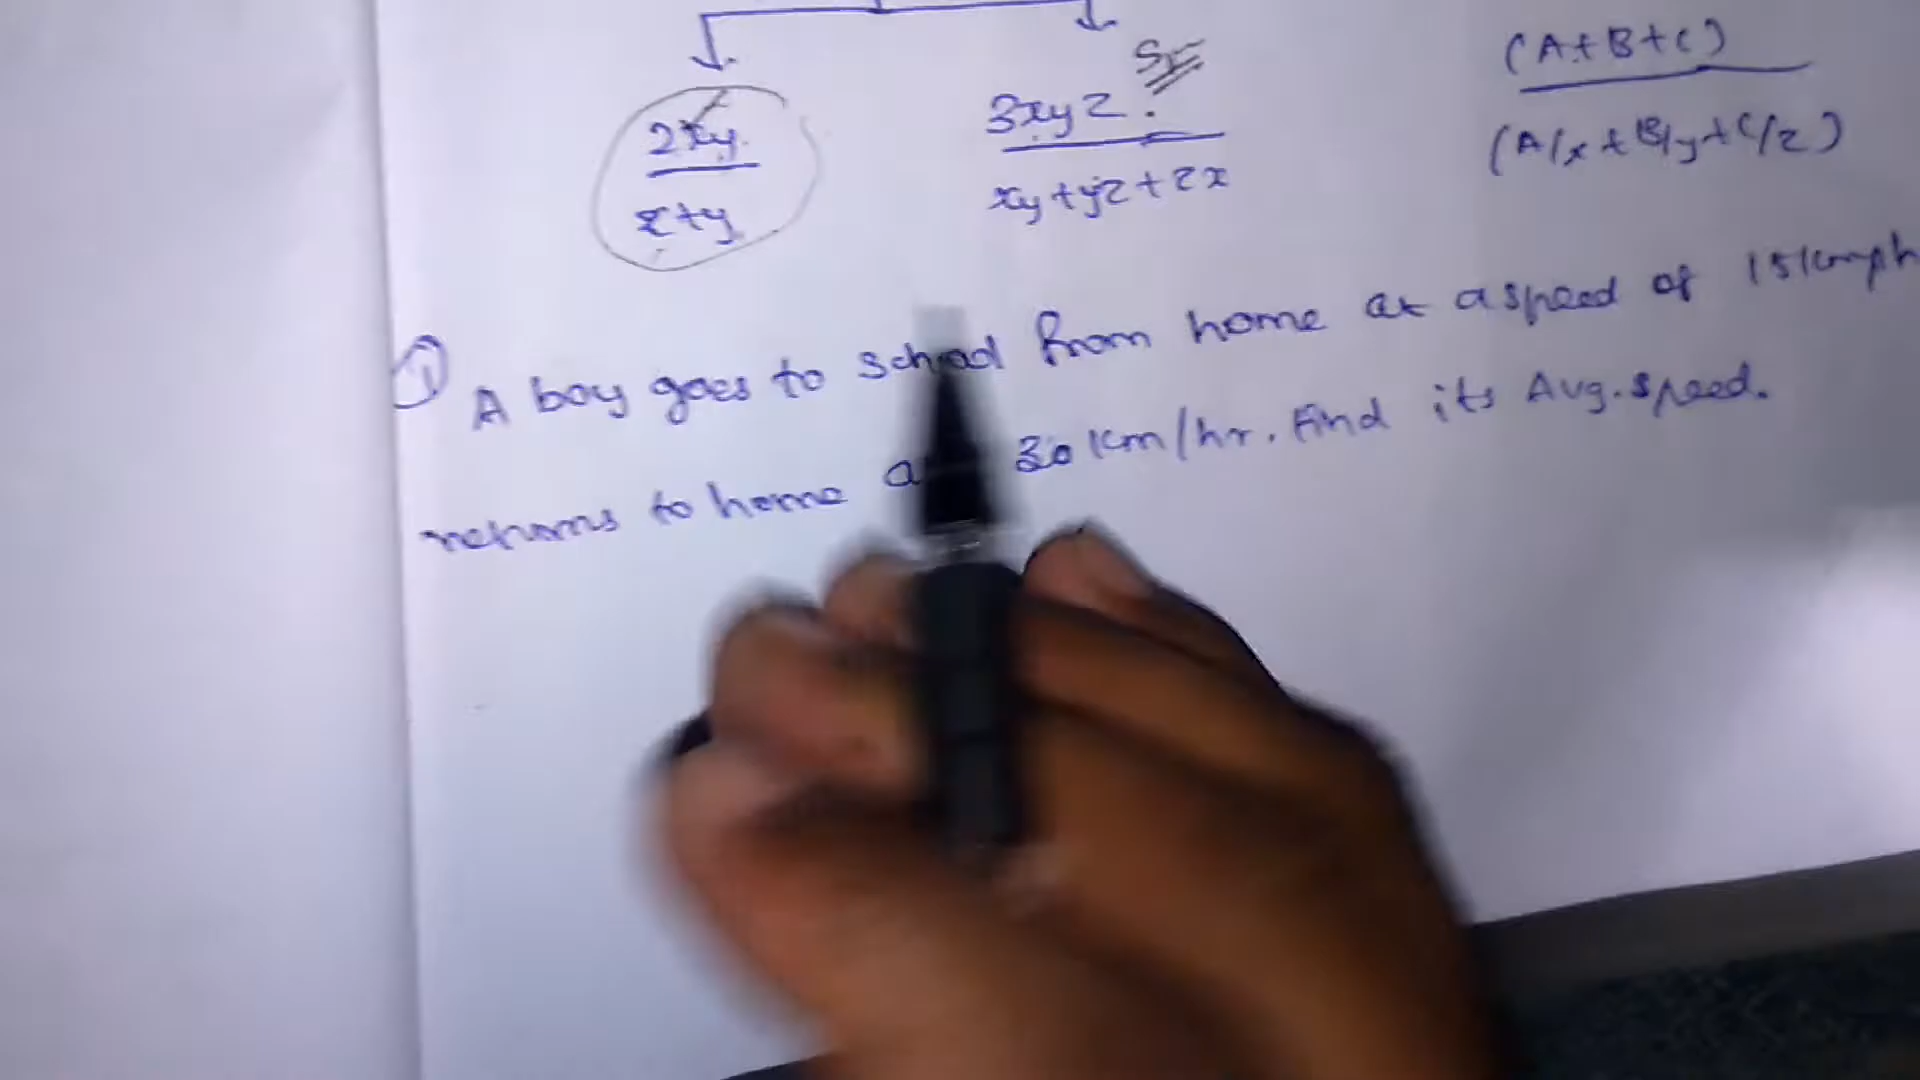 2xy
x+y
3xyz
xy+yz+zx
(A+B+C)
(A/x+B/y+C/z)
① A boy goes to school from home at a speed of 15kmph
returns to home 30 km/hr. Find its Avg. speed.